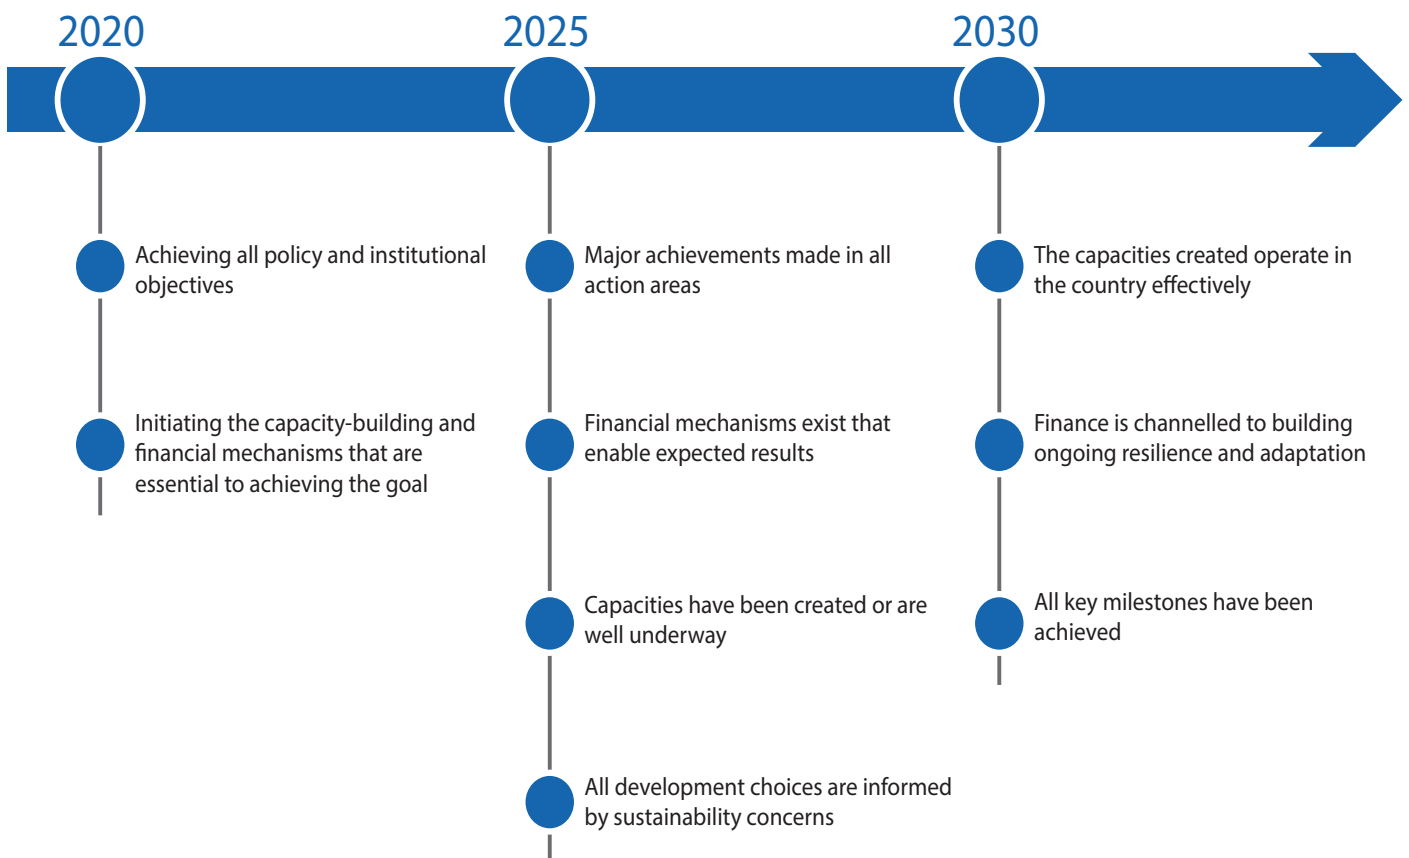 2020
Achieving all policy and institutional
objectives
Initiating the capacity-building and
financial mechanisms that are
essential to achieving the goal
2025
Major achievements made in all
action areas
Financial mechanisms exist that
enable expected results
Capacities have been created or are
well underway
All development choices are informed
by sustainability concerns
2030
The capacities created operate in
the country effectively
Finance is channelled to building
ongoing resilience and adaptation
All key milestones have been
achieved